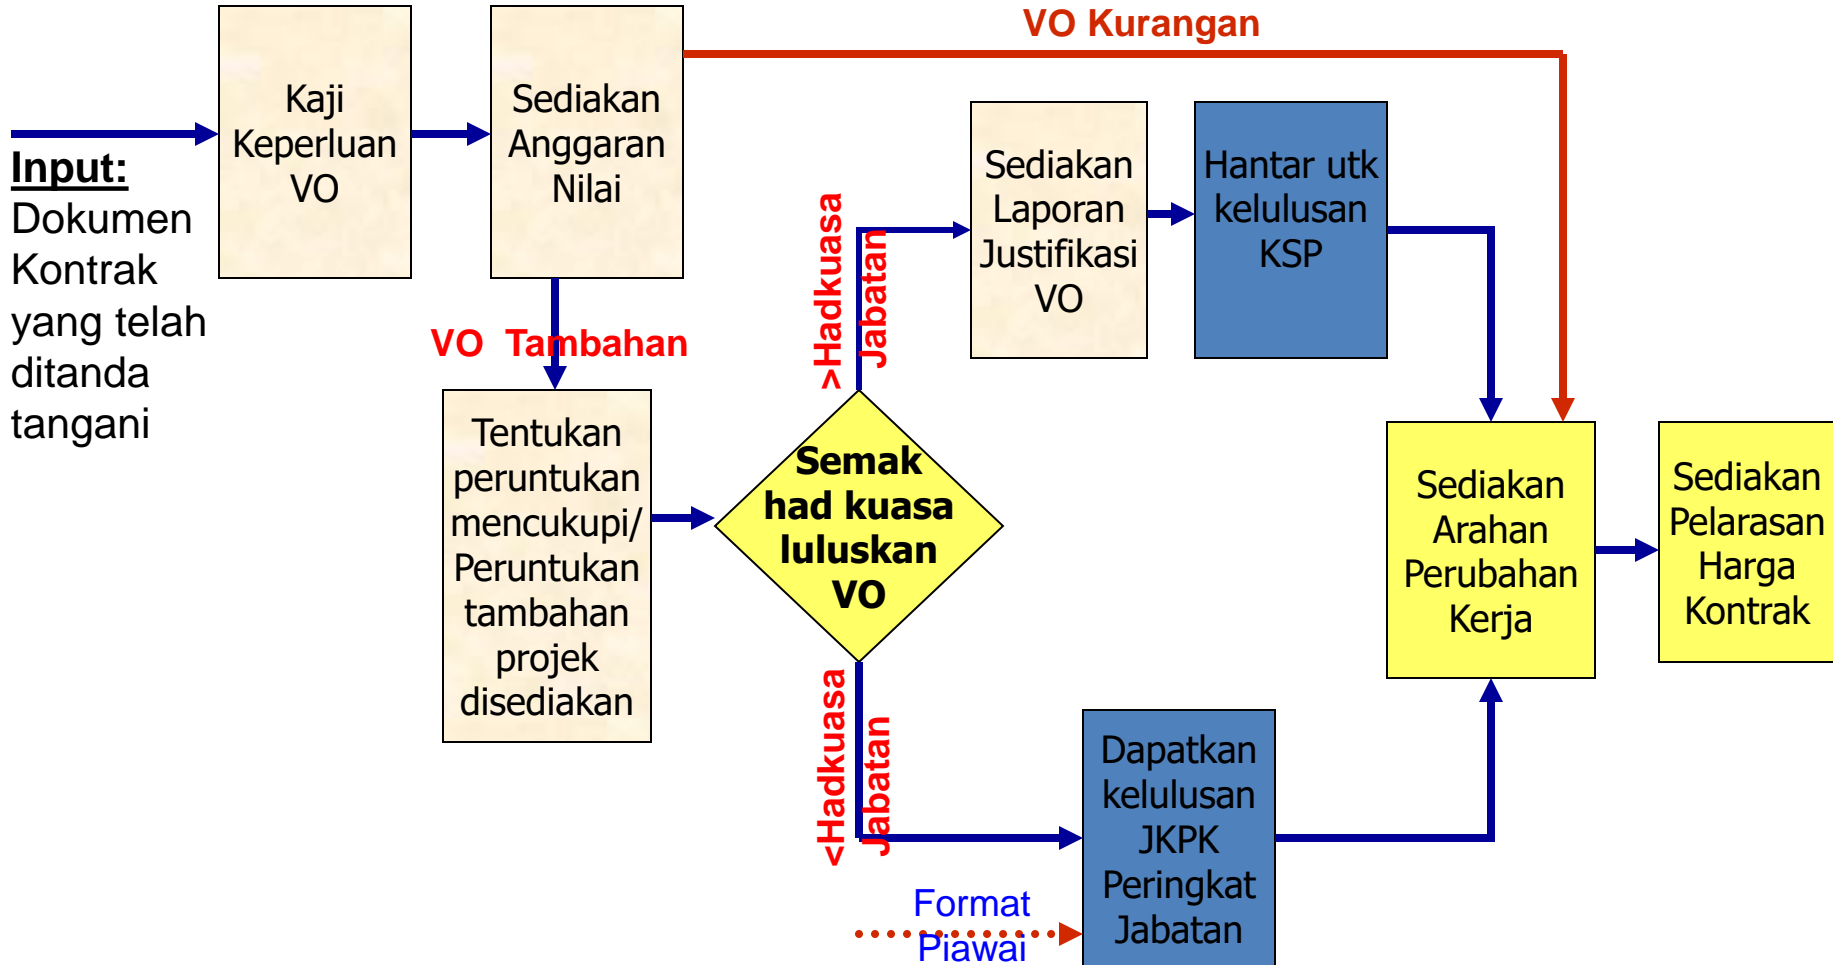 VO Kurangan
Input:
Dokumen
Kontrak
yang telah
ditanda
tangani
Kaji
Keperluan
VO
Sediakan
Anggaran
Nilai
VO Tambahan
Tentukan
peruntukan
mencukupi/
Peruntukan
tambahan
projek
disediakan
Semak
had kuasa
luluskan
VO
>Hadkuasa
Jabatan
Sediakan
Laporan
Justifikasi
VO
Hantar utk
kelulusan
KSP
<Hadkuasa
Jabatan
Format
Piawai
Dapatkan
kelulusan
JKPK
Peringkat
Jabatan
Sediakan
Arahan
Perubahan
Kerja
Sediakan
Pelarasan
Harga
Kontrak